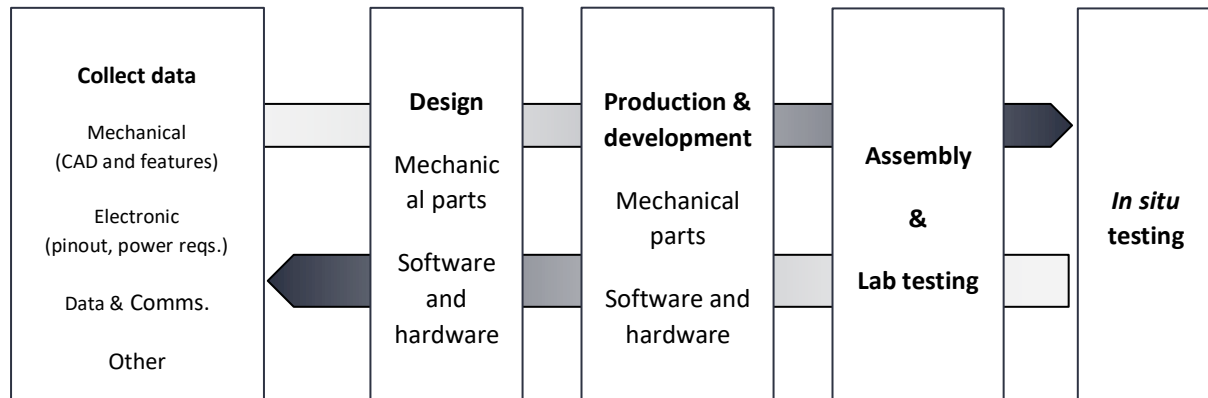 Collect data
Mechanical
(CAD and features)
Electronic
(pinout, power reqs.)
Data & Comms.
Other
Design
Mechanic
al parts
Software
and
hardware
Production &
development
Mechanical
parts
Software and
hardware
Assembly
&
Lab testing
In situ
testing